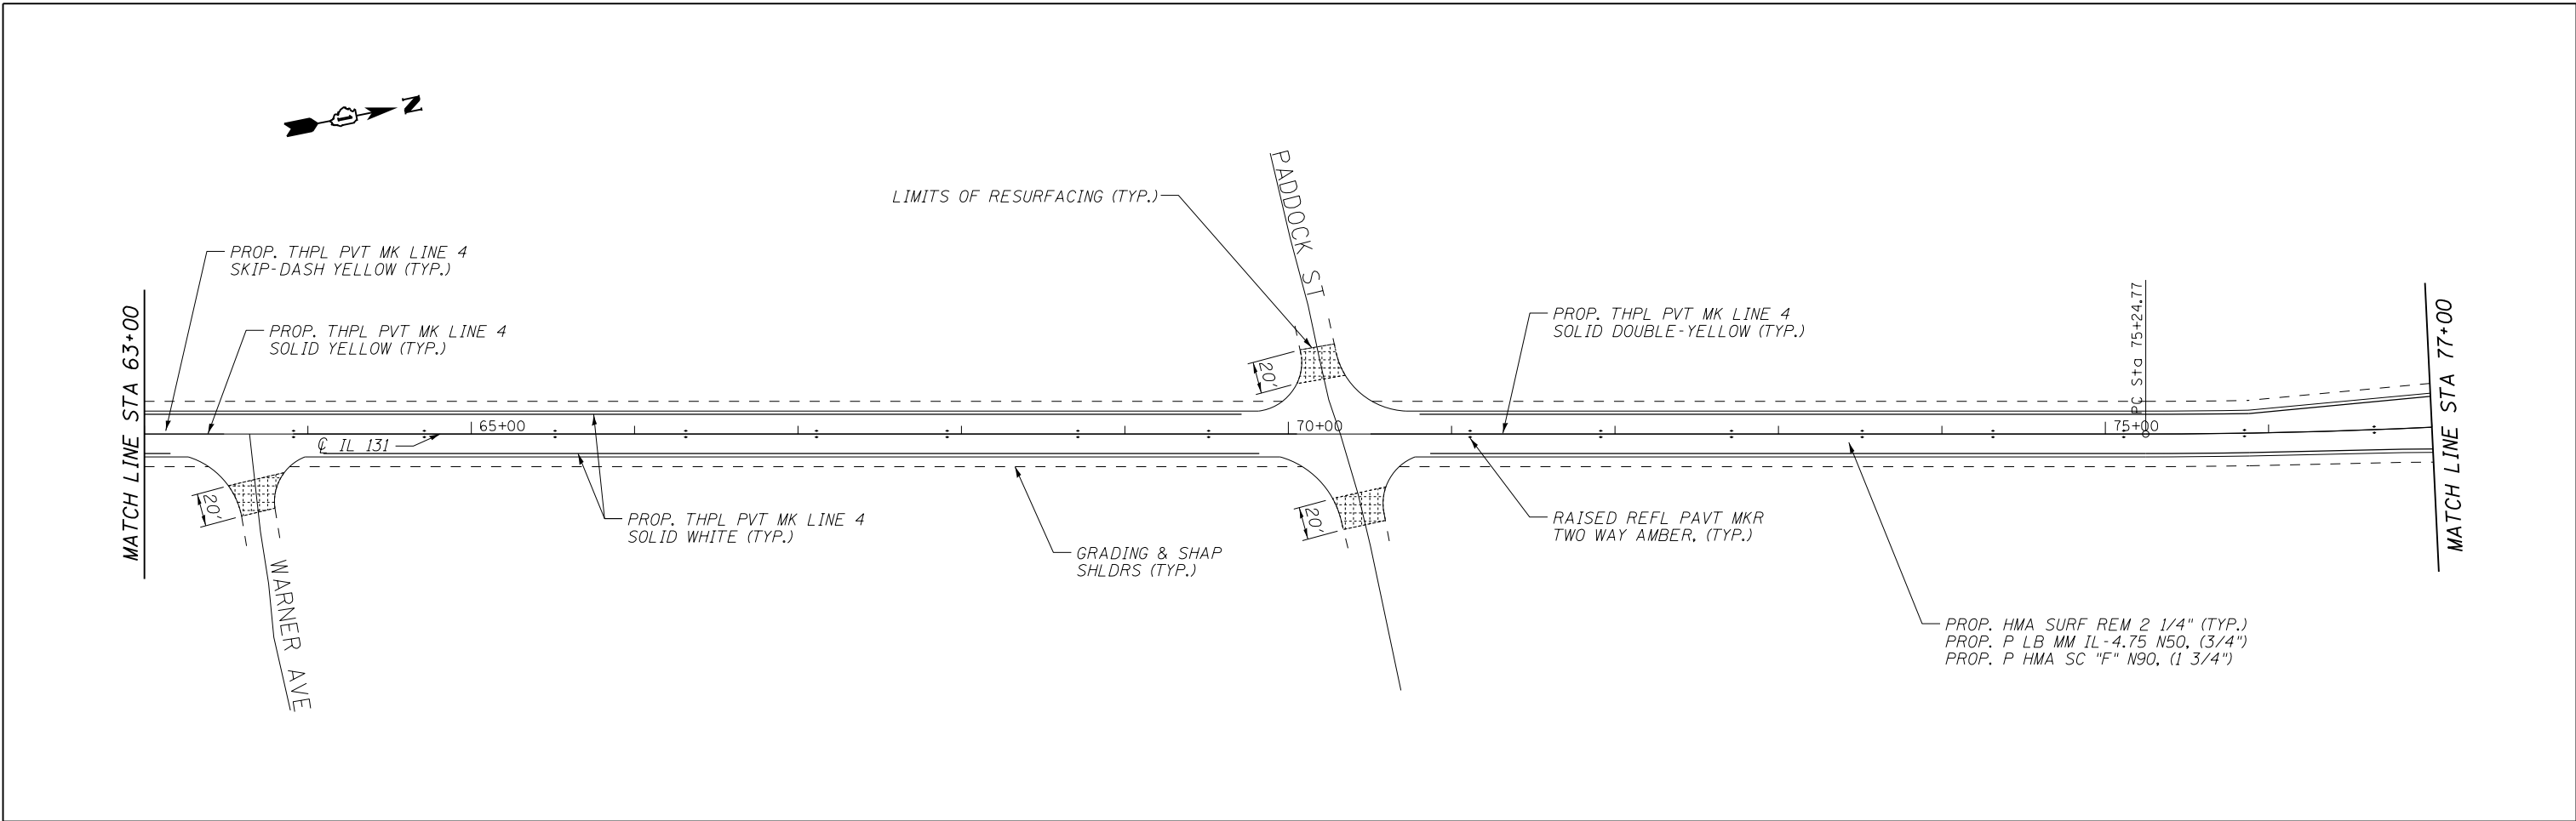 N
LIMITS OF RESURFACING (TYP.)
PADDOCK ST
PROP. THPL PVT MK LINE 4
SKIP-DASH YELLOW (TYP.)
PROP. THPL PVT MK LINE 4
SOLID YELLOW (TYP.)
PROP. THPL PVT MK LINE 4
SOLID DOUBLE-YELLOW (TYP.)
MATCH LINE STA 63+00
PC Sta 75+24.77
MATCH LINE STA 77+00
20'
65+00
70+00
75+00
℄ IL 131
20'
20'
PROP. THPL PVT MK LINE 4
SOLID WHITE (TYP.)
GRADING & SHAP
SHLDRS (TYP.)
RAISED REFL PAVT MKR
TWO WAY AMBER, (TYP.)
WARNER AVE
PROP. HMA SURF REM 2 1/4" (TYP.)
PROP. P LB MM IL-4.75 N50, (3/4")
PROP. P HMA SC "F" N90, (1 3/4")